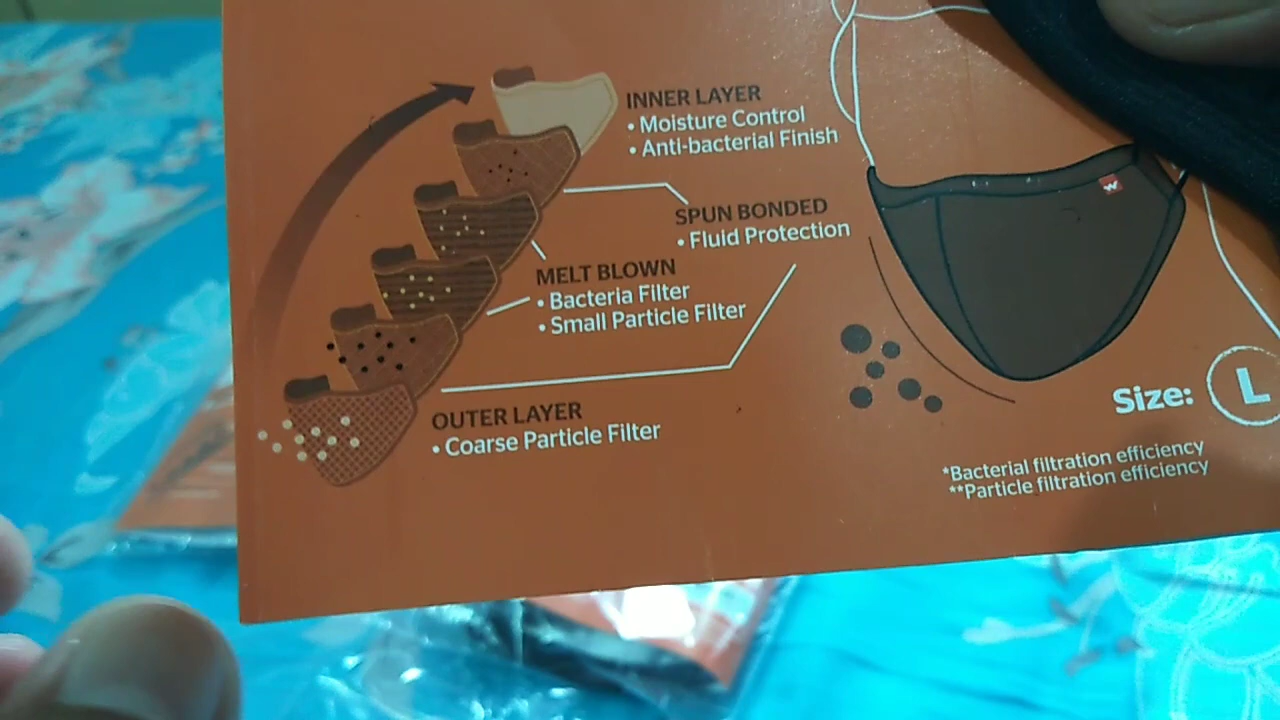 INNER LAYER
• Moisture Control
• Anti-bacterial Finish
SPUN BONDED
• Fluid Protection
MELT BLOWN
• Bacteria Filter
• Small Particle Filter
OUTER LAYER
• Coarse Particle Filter
W
Size: L
*Bacterial filtration efficiency
**Particle filtration efficiency